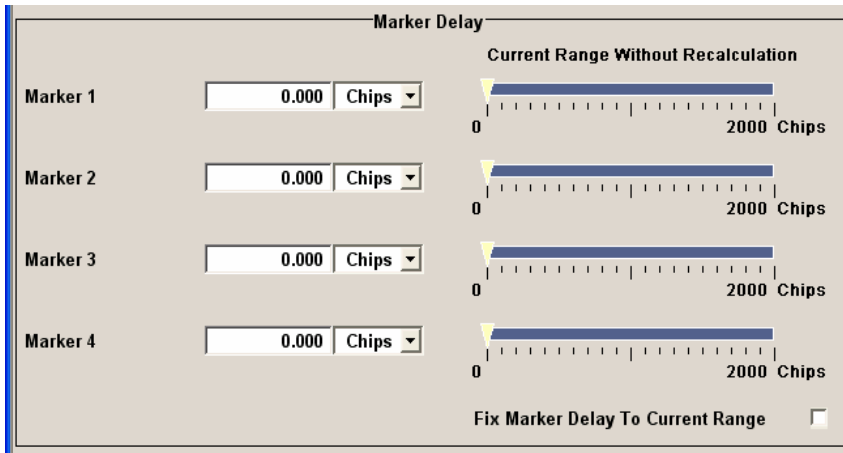 Marker Delay
Current Range Without Recalculation
Marker 1 0.000 Chips
0 2000 Chips
Marker 2 0.000 Chips
0 2000 Chips
Marker 3 0.000 Chips
0 2000 Chips
Marker 4 0.000 Chips
0 2000 Chips
Fix Marker Delay To Current Range